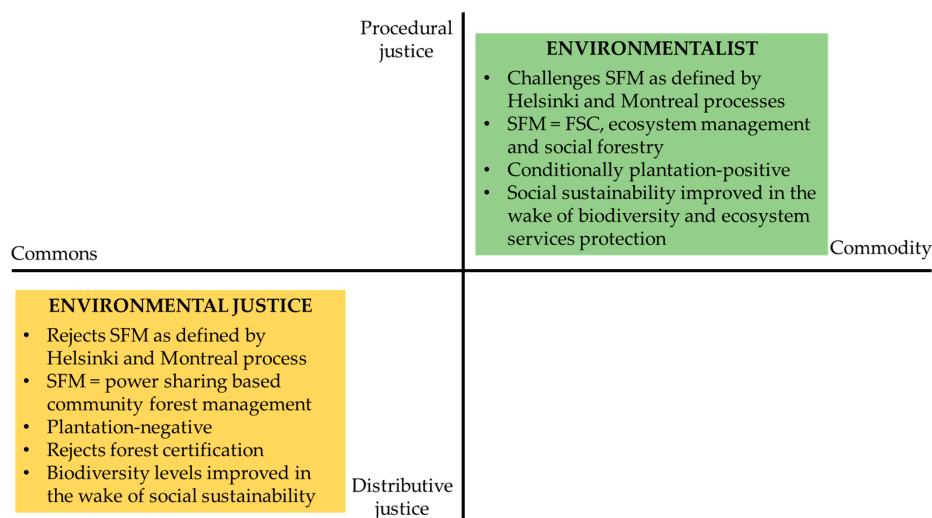 Procedural
justice
ENVIRONMENTALIST
• Challenges SFM as defined by
Helsinki and Montreal processes
• SFM = FSC, ecosystem management
and social forestry
• Conditionally plantation-positive
• Social sustainability improved in the
wake of biodiversity and ecosystem
services protection
Commons
Commodity
ENVIRONMENTAL JUSTICE
• Rejects SFM as defined by
Helsinki and Montreal process
• SFM = power sharing based
community forest management
• Plantation-negative
• Rejects forest certification
• Biodiversity levels improved in
the wake of social sustainability
Distributive
justice